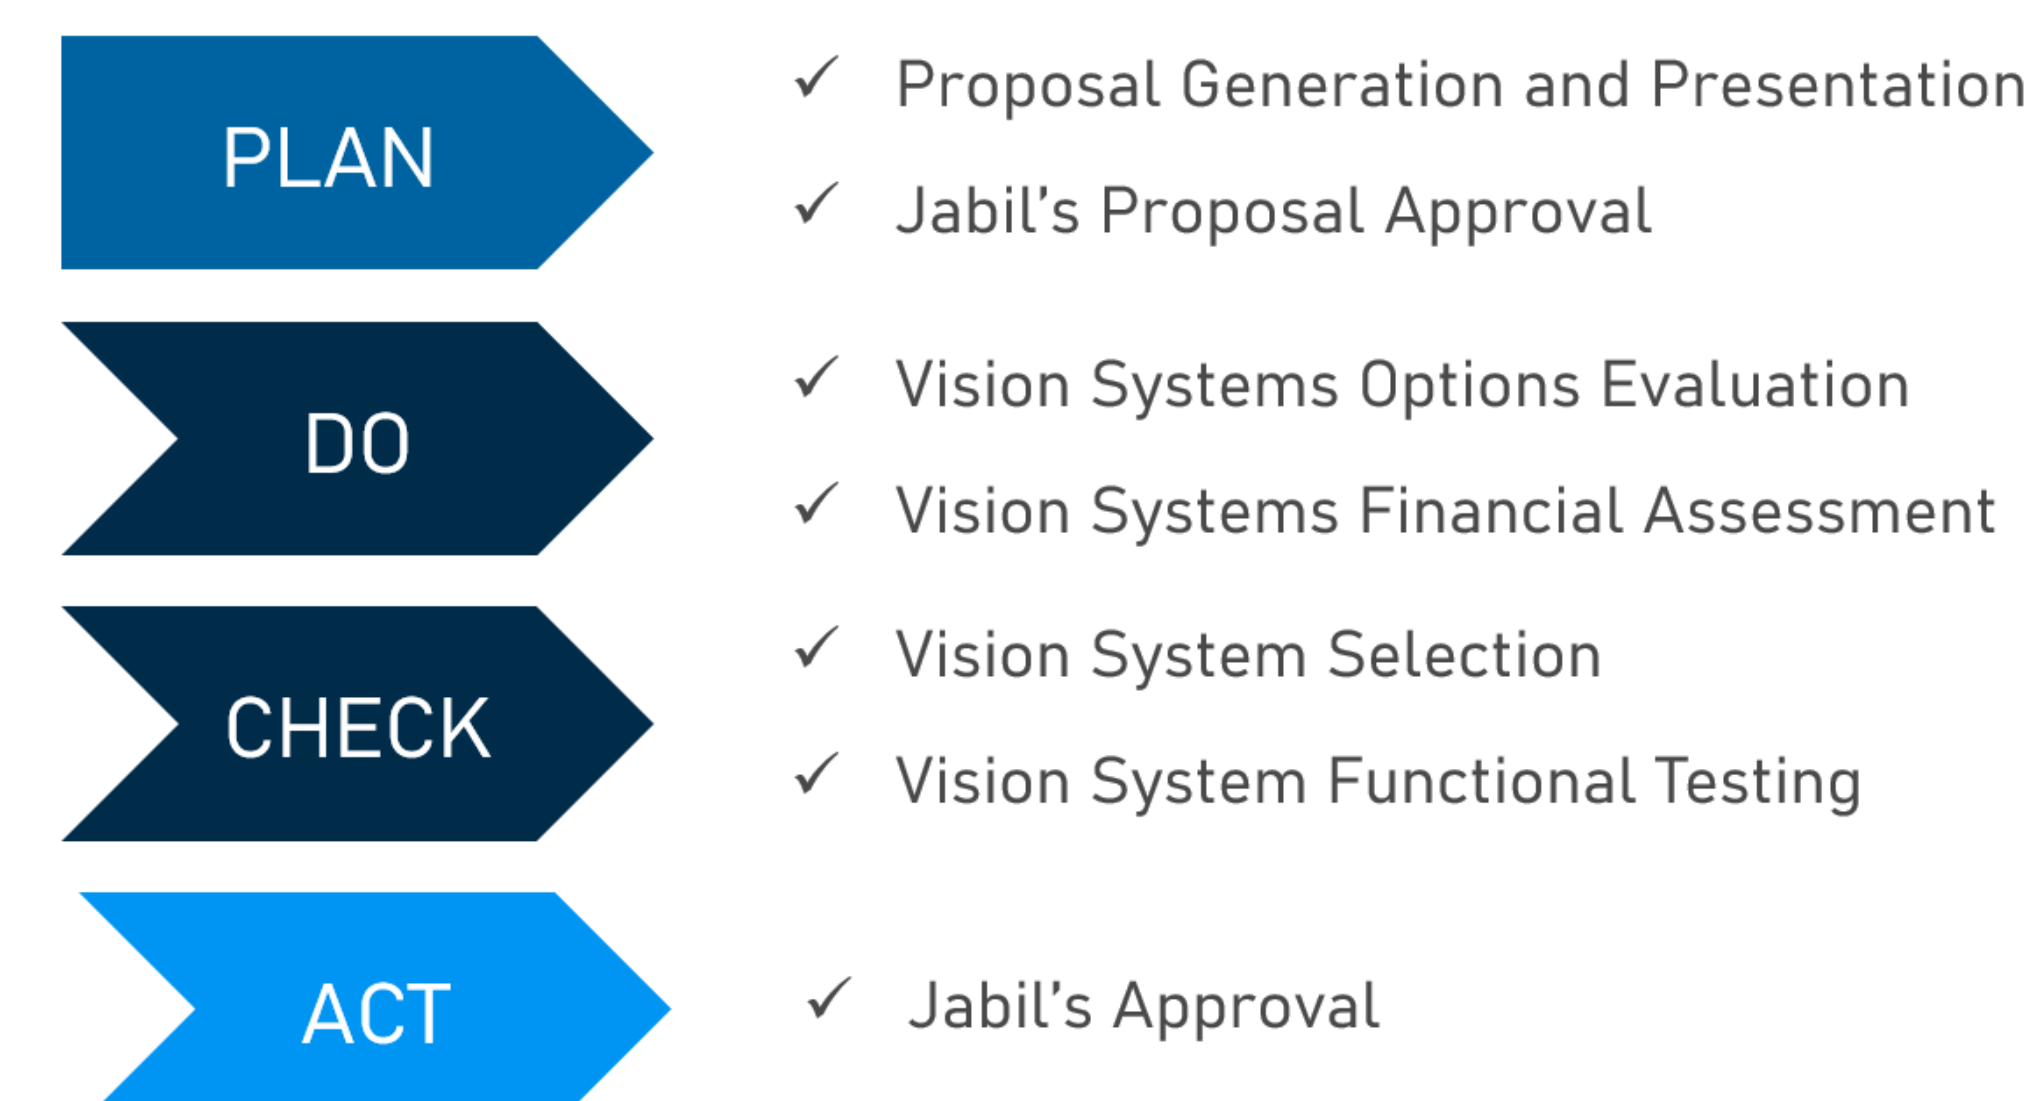 PLAN
✓ Proposal Generation and Presentation
✓ Jabil’s Proposal Approval
DO
✓ Vision Systems Options Evaluation
✓ Vision Systems Financial Assessment
CHECK
✓ Vision System Selection
✓ Vision System Functional Testing
ACT
✓ Jabil’s Approval